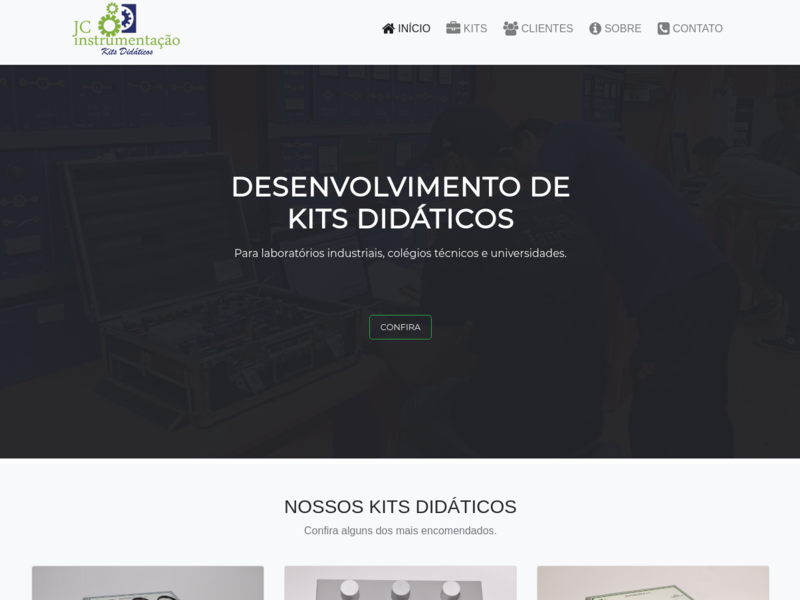 JC
instrumentação
Kits Didáticos
INÍCIO
KITS
CLIENTES
SOBRE
CONTATO
DESENVOLVIMENTO DE
KITS DIDÁTICOS
Para laboratórios industriais, colégios técnicos e universidades.
CONFIRA
NOSSOS KITS DIDÁTICOS
Confira alguns dos mais encomendados.